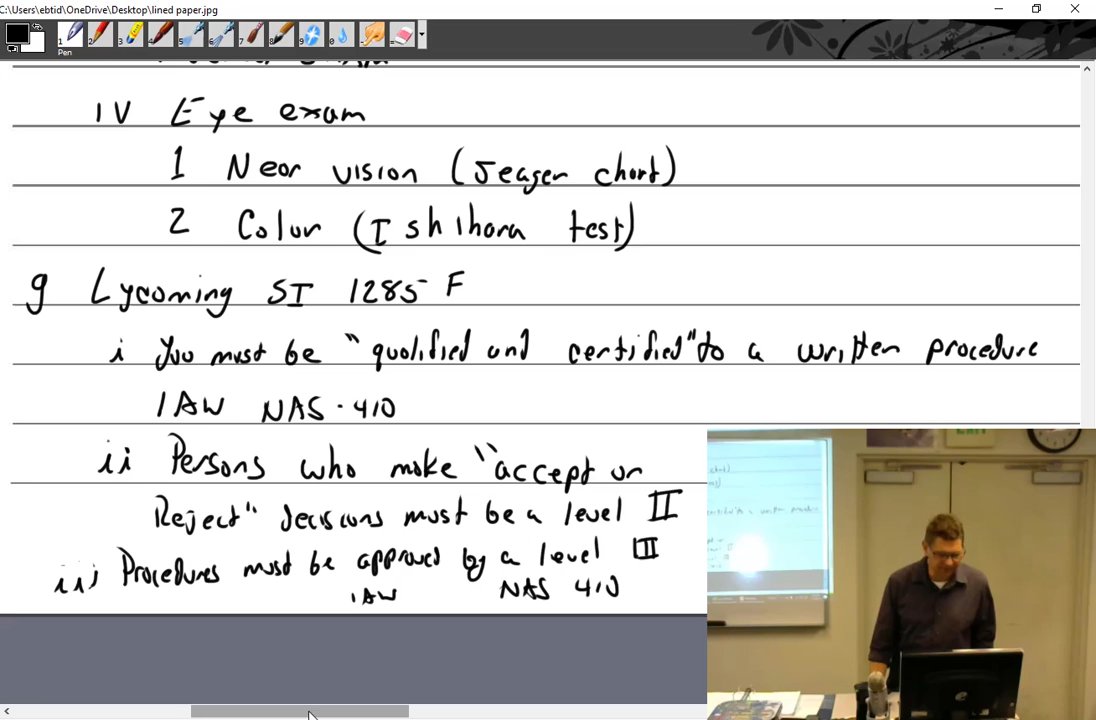 C:\Users\ebtid\OneDrive\Desktop\lined paper.jpg
Pen
IV Eye exam
1 Near vision (Jeager chart)
2 Color (Ishihara test)
g Lycoming SI 1285 F
i You must be "qualified and certified" to a written procedure
IAW NAS-410
ii Persons who make "accept or
Reject" decisions must be a level II
iii) Procedures must be approved by a level III
IAW NAS 410